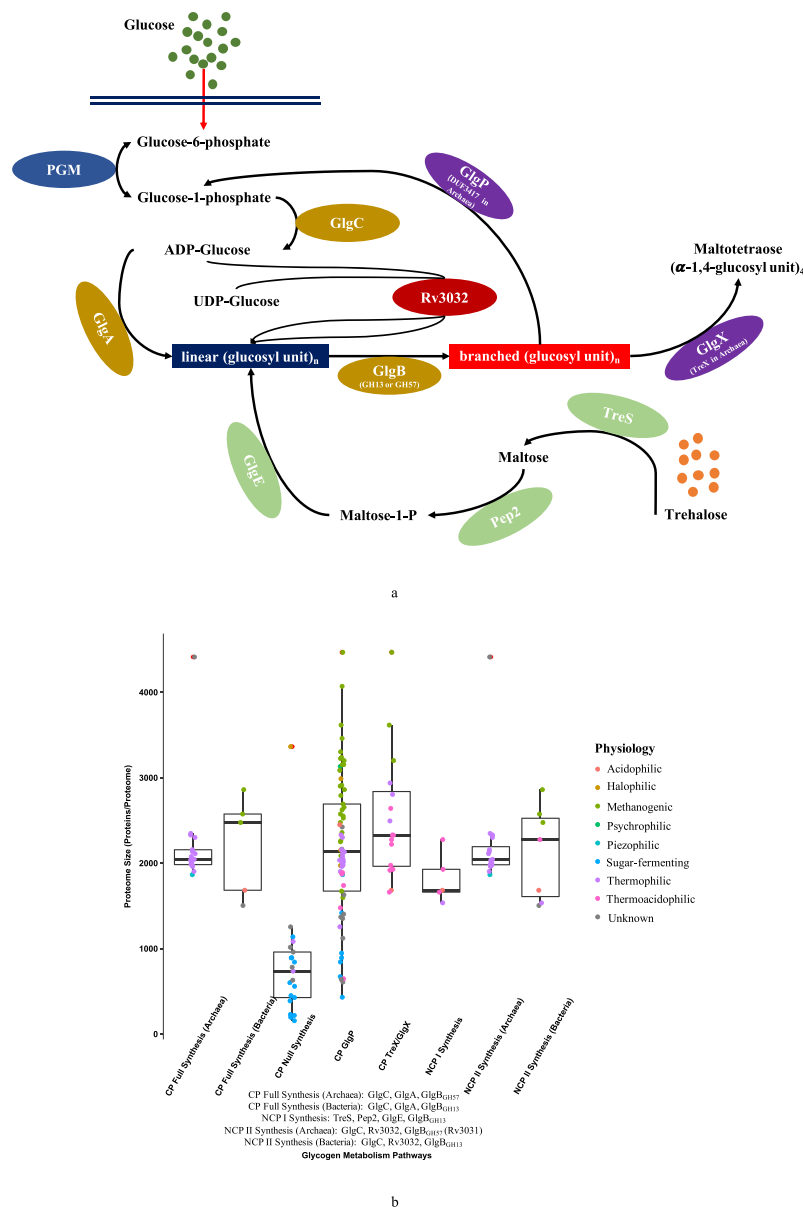 Glucose
Glucose-6-phosphate
PGM
GlgP
(DUF3417 in
Archaea)
Glucose-1-phosphate
GlgC
ADP-Glucose
Maltotetraose
(α-1,4-glucosyl unit)4
UDP-Glucose
Rv3032
GlgA
linear (glucosyl unit)n
branched (glucosyl unit)n
GlgX
(TreX in Archaea)
GlgB
(GH13 or GH57)
TreS
GlgE
Maltose
Maltose-1-P
Pep2
Trehalose
a
Proteome Size (Proteins/Proteome)
4000
3000
2000
1000
0
Physiology
Acidophilic
Halophilic
Methanogenic
Psychrophilic
Piezophilic
Sugar-fermenting
Thermophilic
Thermoacidophilic
Unknown
CP Full Synthesis (Archaea)
CP Full Synthesis (Bacteria)
CP Null Synthesis
CP GlgP
CP TreX/GlgX
NCP I Synthesis
NCP II Synthesis (Archaea)
NCP II Synthesis (Bacteria)
CP Full Synthesis (Archaea): GlgC, GlgA, GlgBGH57
CP Full Synthesis (Bacteria): GlgC, GlgA, GlgBGH13
NCP I Synthesis: TreS, Pep2, GlgE, GlgBGH13
NCP II Synthesis (Archaea): GlgC, Rv3032, GlgBGH57 (Rv3031)
NCP II Synthesis (Bacteria): GlgC, Rv3032, GlgBGH13
Glycogen Metabolism Pathways
b